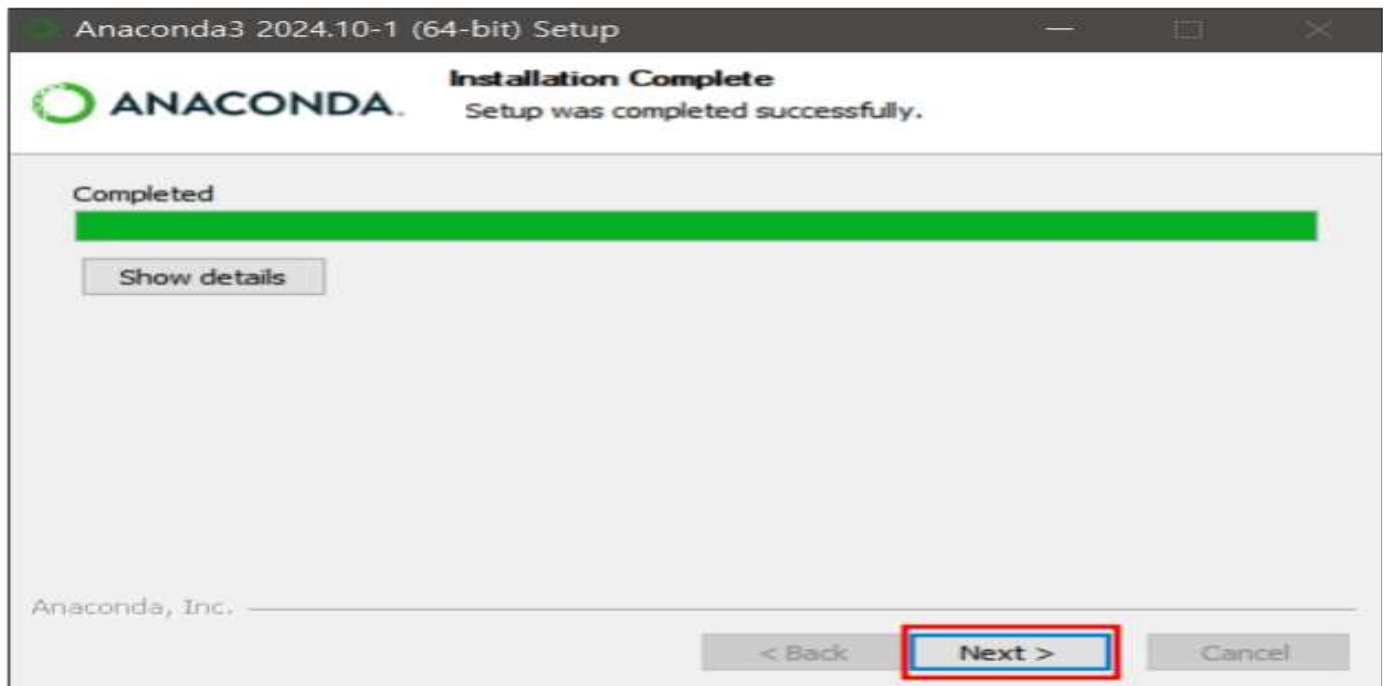 Anaconda3 2024.10-1 (64-bit) Setup
ANACONDA.
Installation Complete
Setup was completed successfully.
Completed
Show details
Anaconda, Inc.
< Back
Next >
Cancel